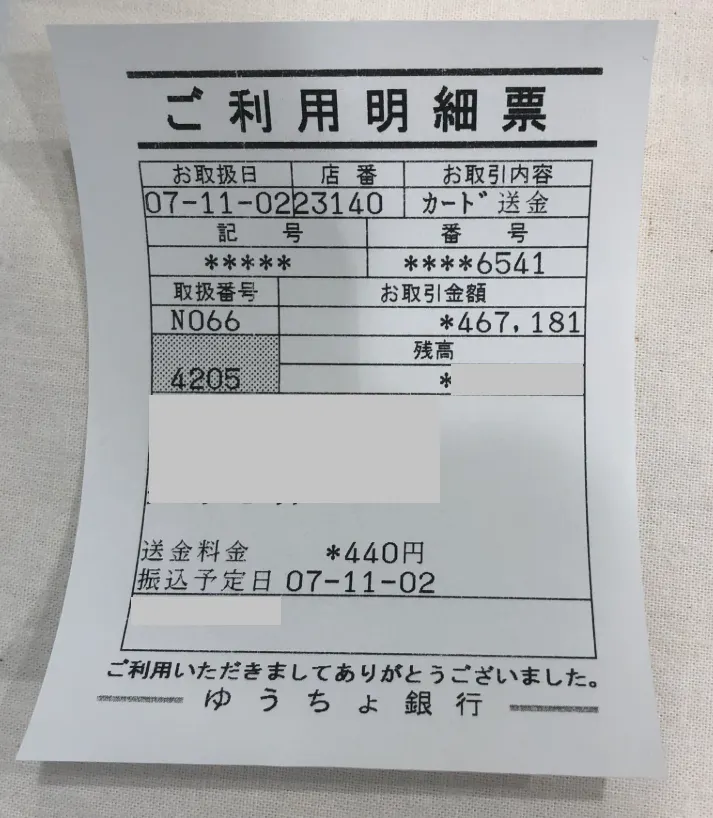 ご利用明細票
お取扱日 店番 お取引内容
07-11-02 23140 カード送金
記号 番号
***** ****6541
取扱番号 お取引金額
N066 *467,181
残高
4205 *
送金料金 *440円
振込予定日 07-11-02
ご利用いただきましてありがとうございました。
ゆうちょ銀行